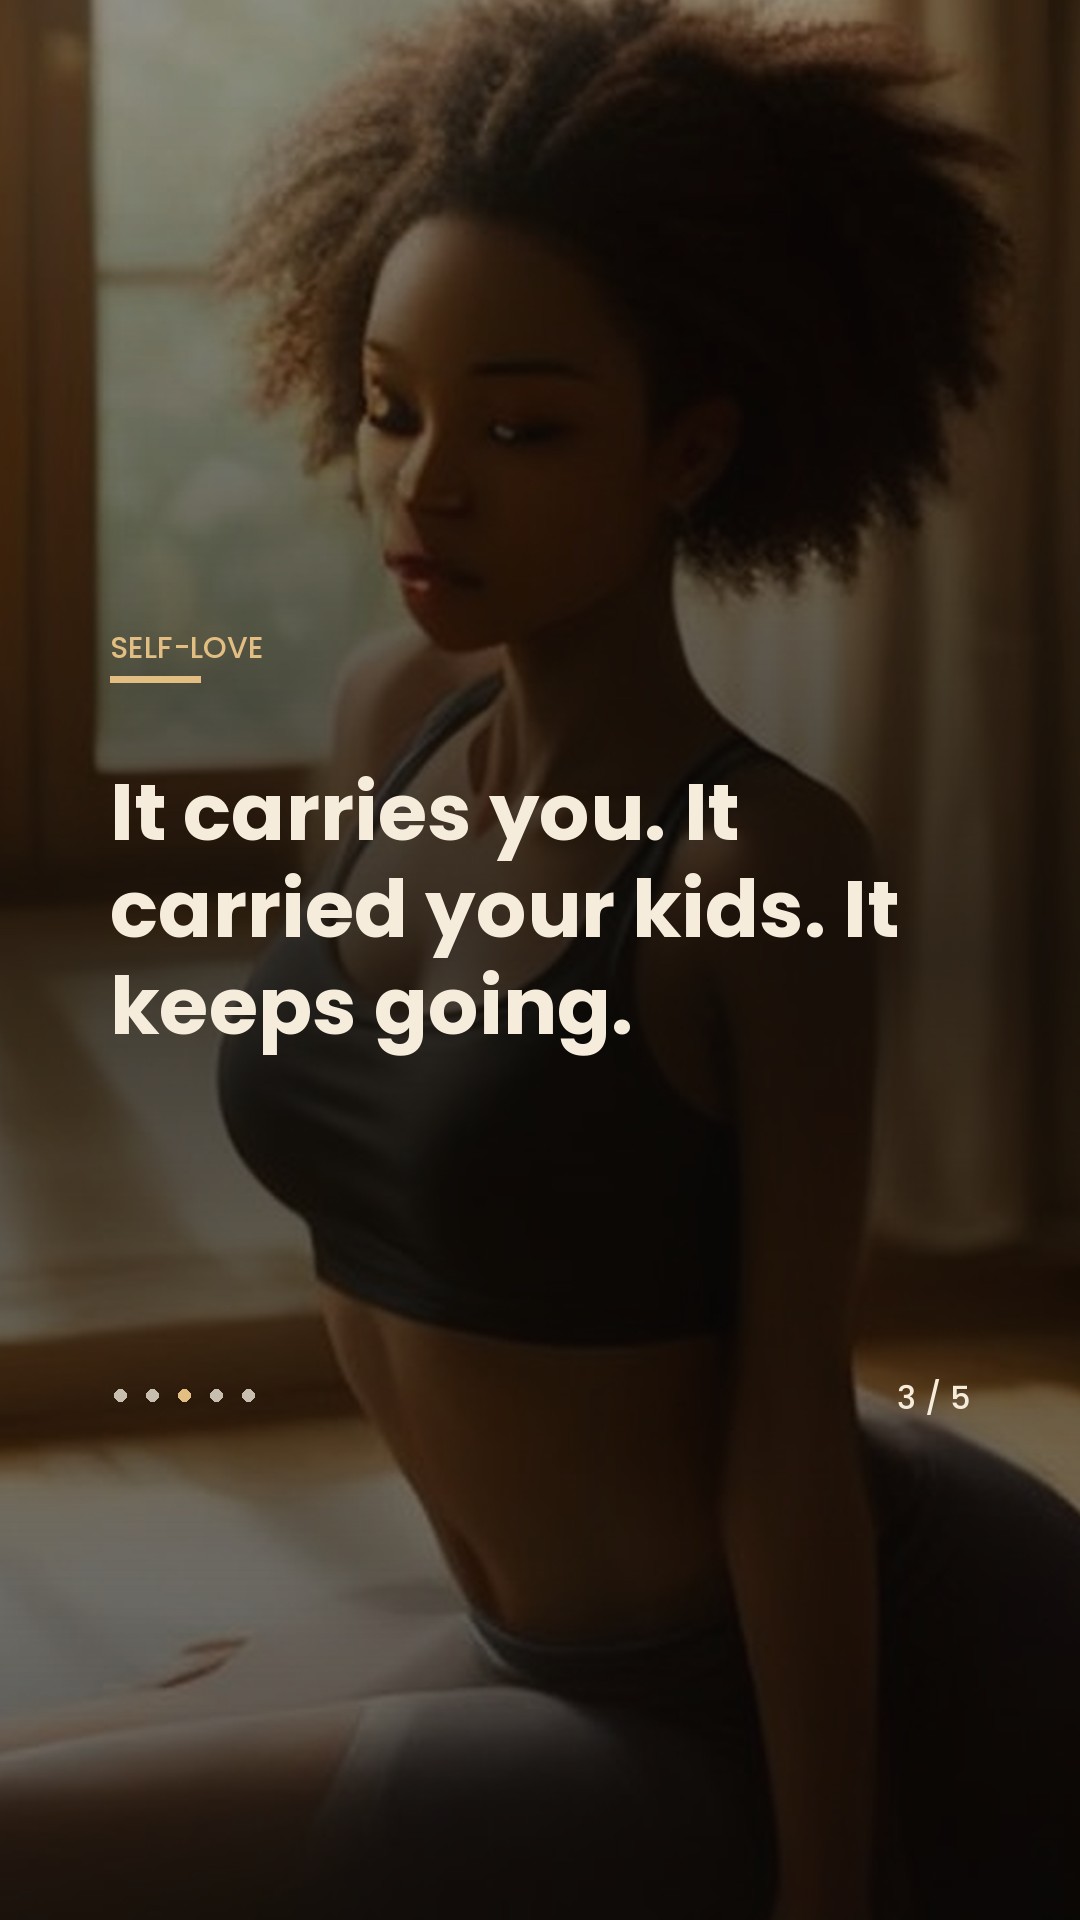 SELF-LOVE
It carries you. It
carried your kids. It
keeps going.
3 / 5